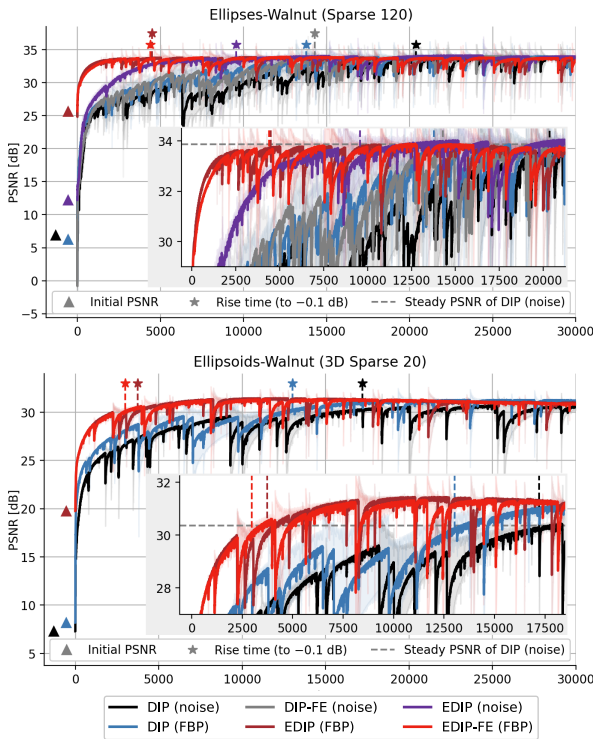 Ellipses-Walnut (Sparse 120)
PSNR [dB]
35
30
25
20
15
10
5
0
−5
34
32
30
0 2500 5000 7500 10000 12500 15000 17500 20000
Initial PSNR Rise time (to −0.1 dB) Steady PSNR of DIP (noise)
0 5000 10000 15000 20000 25000 30000
Ellipsoids-Walnut (3D Sparse 20)
PSNR [dB]
30
25
20
15
10
5
32
30
28
0 2500 5000 7500 10000 12500 15000 17500
Initial PSNR Rise time (to −0.1 dB) Steady PSNR of DIP (noise)
0 5000 10000 15000 20000 25000 30000
DIP (noise) DIP-FE (noise) EDIP (noise)
DIP (FBP) EDIP (FBP) EDIP-FE (FBP)